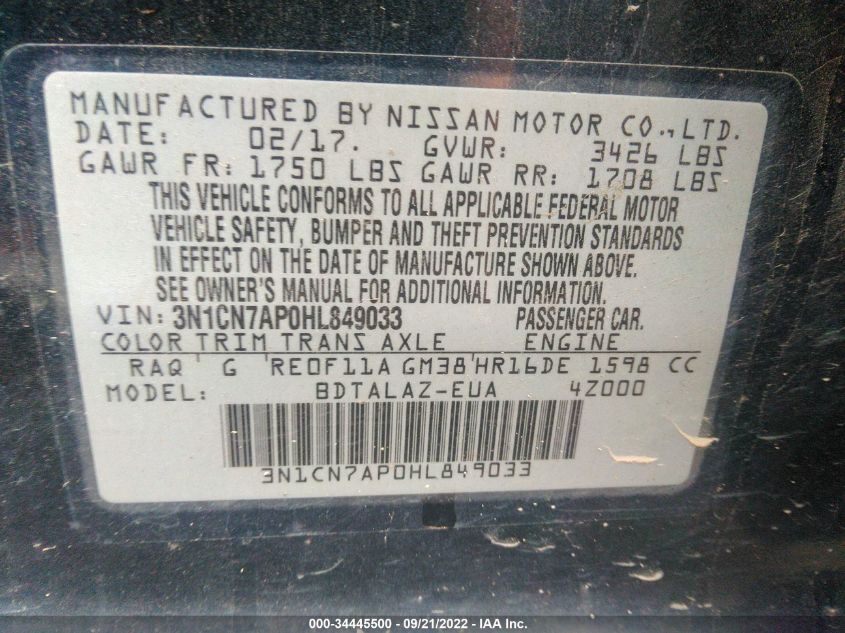 MANUFACTURED BY NISSAN MOTOR CO.,LTD.
DATE: 02/17. GVWR: 3426 LBS
GAWR FR: 1750 LBS GAWR RR: 1708 LBS
THIS VEHICLE CONFORMS TO ALL APPLICABLE FEDERAL MOTOR
VEHICLE SAFETY, BUMPER AND THEFT PREVENTION STANDARDS
IN EFFECT ON THE DATE OF MANUFACTURE SHOWN ABOVE.
SEE OWNER'S MANUAL FOR ADDITIONAL INFORMATION.
VIN: 3N1CN7AP0HL849033 PASSENGER CAR.
COLOR TRIM TRANS AXLE ENGINE
RAQ ' G 'RE0F11A GM38'HR16DE 1598 CC
MODEL: BDTALAZ-EUA 4Z000
3N1CN7AP0HL849033
000-34445500 - 09/21/2022 - IAA Inc.